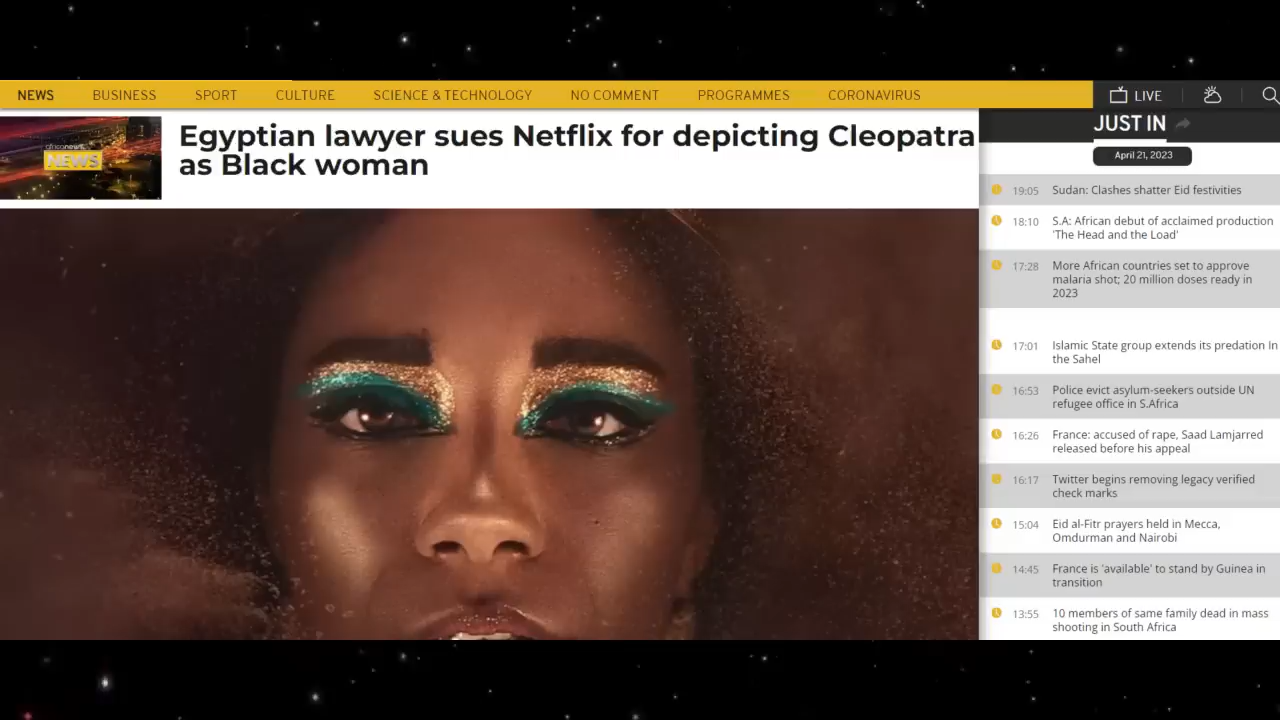 NEWS BUSINESS SPORT CULTURE SCIENCE & TECHNOLOGY NO COMMENT PROGRAMMES CORONAVIRUS LIVE
africanews.
NEWS
Egyptian lawyer sues Netflix for depicting Cleopatra
as Black woman
JUST IN
April 21, 2023
19:05 Sudan: Clashes shatter Eid festivities
18:10 S.A: African debut of acclaimed production
'The Head and the Load'
17:28 More African countries set to approve
malaria shot; 20 million doses ready in
2023
17:01 Islamic State group extends its predation In
the Sahel
16:53 Police evict asylum-seekers outside UN
refugee office in S.Africa
16:26 France: accused of rape, Saad Lamjarred
released before his appeal
16:17 Twitter begins removing legacy verified
check marks
15:04 Eid al-Fitr prayers held in Mecca,
Omdurman and Nairobi
14:45 France is 'available' to stand by Guinea in
transition
13:55 10 members of same family dead in mass
shooting in South Africa